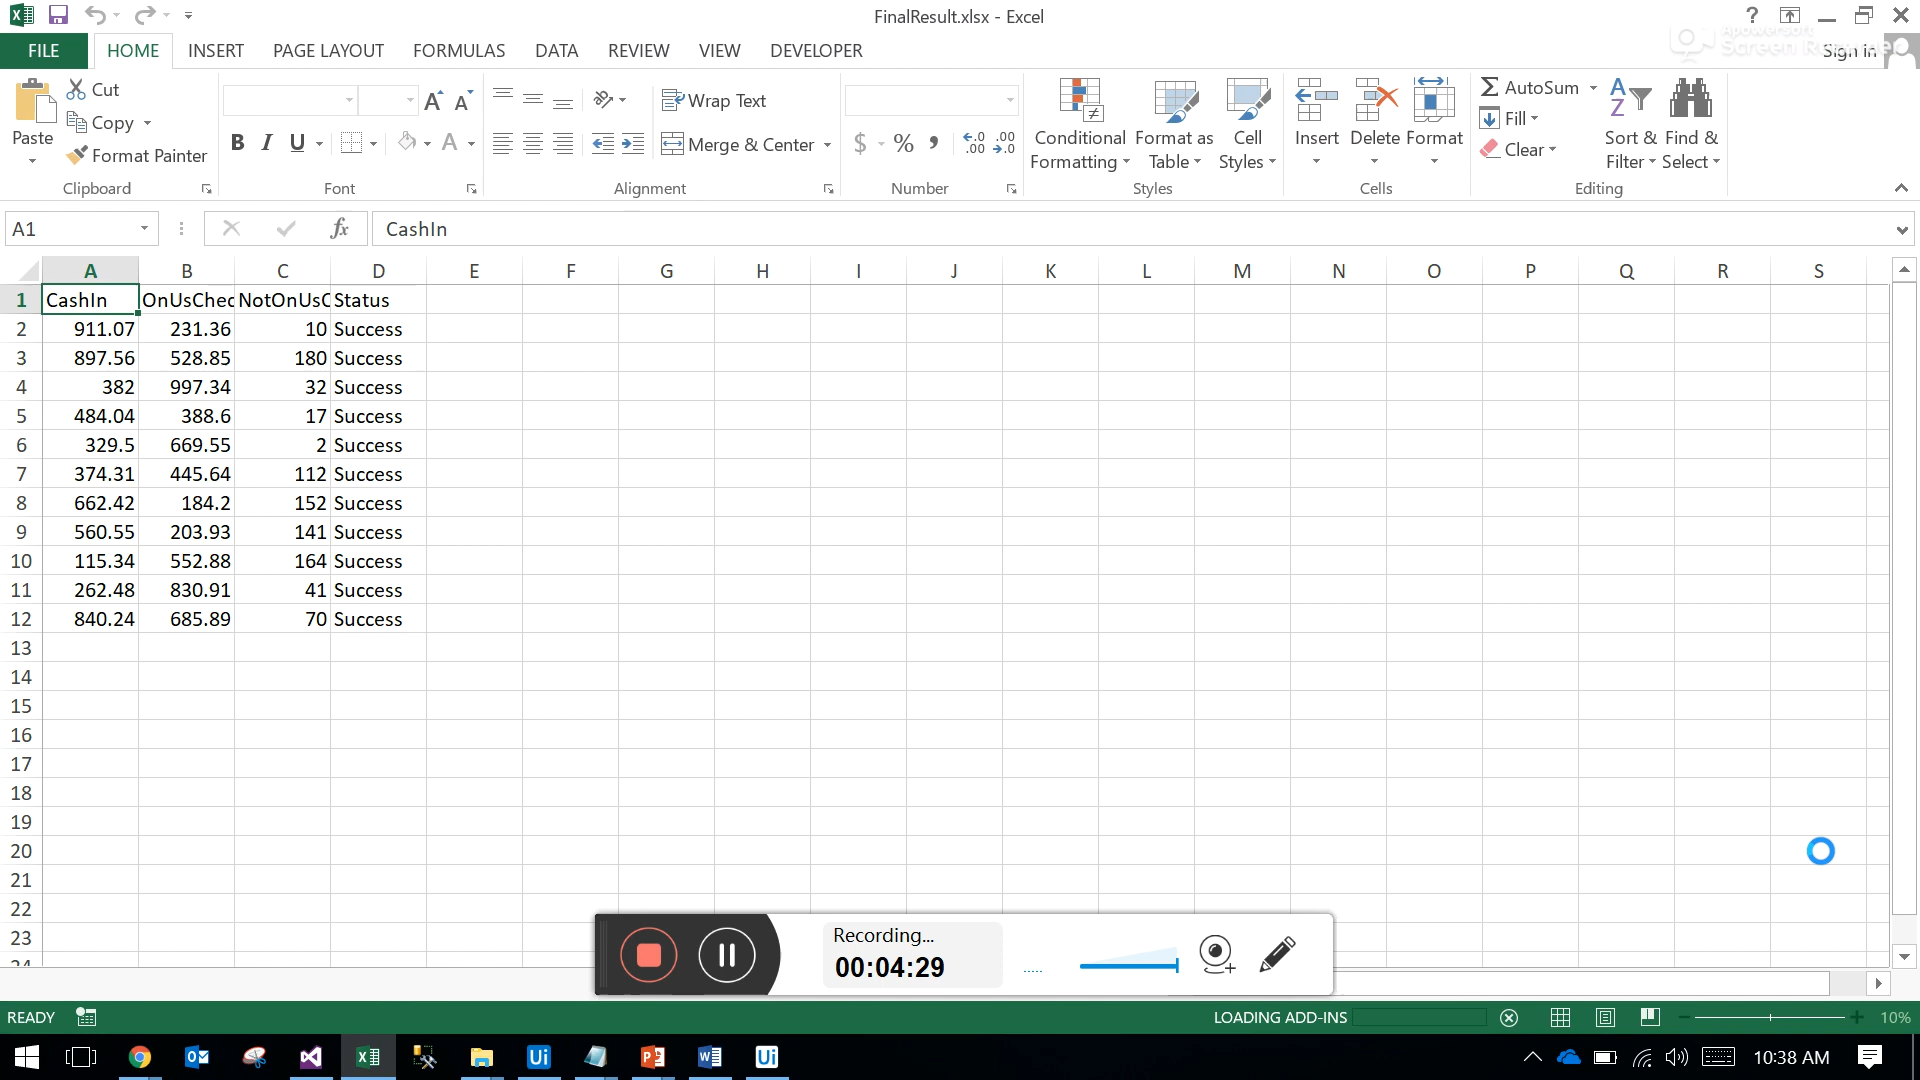 FinalResult.xlsx - Excel
?
Sign in
FILE HOME INSERT PAGE LAYOUT FORMULAS DATA REVIEW VIEW DEVELOPER
Paste
Cut
Copy
Format Painter
Clipboard
B I U
Font
Wrap Text
Merge & Center
Alignment
$ % ,
Number
Conditional Formatting
Format as Table
Cell Styles
Styles
Insert
Delete
Format
Cells
AutoSum
Fill
Clear
Sort & Filter
Find & Select
Editing
A1
fx
CashIn
A B C D E F G H I J K L M N O P Q R S
1 CashIn OnUsChec NotOnUsC Status
2 911.07 231.36 10 Success
3 897.56 528.85 180 Success
4 382 997.34 32 Success
5 484.04 388.6 17 Success
6 329.5 669.55 2 Success
7 374.31 445.64 112 Success
8 662.42 184.2 152 Success
9 560.55 203.93 141 Success
10 115.34 552.88 164 Success
11 262.48 830.91 41 Success
12 840.24 685.89 70 Success
13
14
15
16
17
18
19
20
21
22
23
24
Recording...
00:04:29
READY
LOADING ADD-INS
10%
10:38 AM